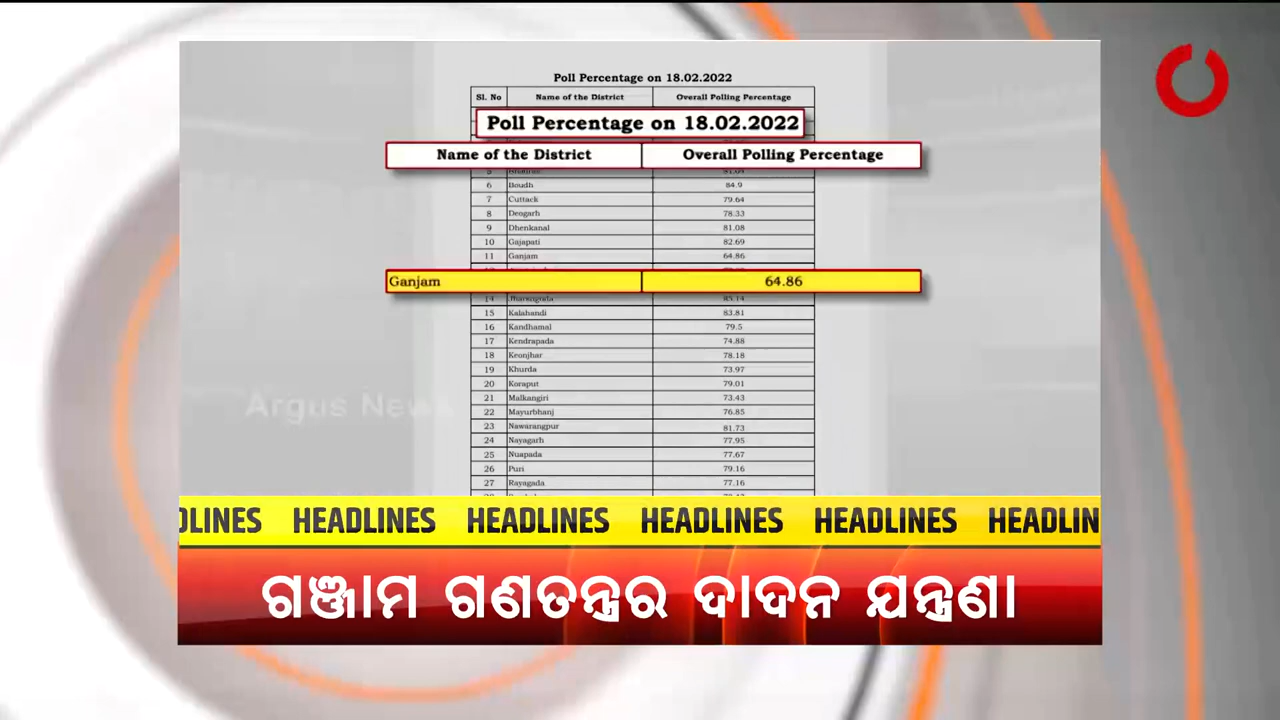 Poll Percentage on 18.02.2022
Sl. No Name of the District Overall Polling Percentage
Poll Percentage on 18.02.2022
Name of the District Overall Polling Percentage
6 Boudh 84.9
7 Cuttack 79.64
8 Deogarh 78.33
9 Dhenkanal 81.08
10 Gajapati 82.69
11 Ganjam 64.86
Ganjam 64.86
14 Jharsnguda 85.14
15 Kalahandi 83.81
16 Kandhamal 79.5
17 Kendrapada 74.88
18 Keonjhar 78.18
19 Khurda 73.97
20 Koraput 79.01
21 Malkangiri 73.43
22 Mayurbhanj 76.85
23 Nawarangpur 81.73
24 Nayagarh 77.95
25 Nuapada 77.67
26 Puri 79.16
27 Rayagada 77.16
Argus News
DLINES HEADLINES HEADLINES HEADLINES HEADLINES HEADLIN
ଗଞ୍ଜାମ ଗଣତନ୍ତ୍ରର ଦାଦନ ଯନ୍ତ୍ରଣା